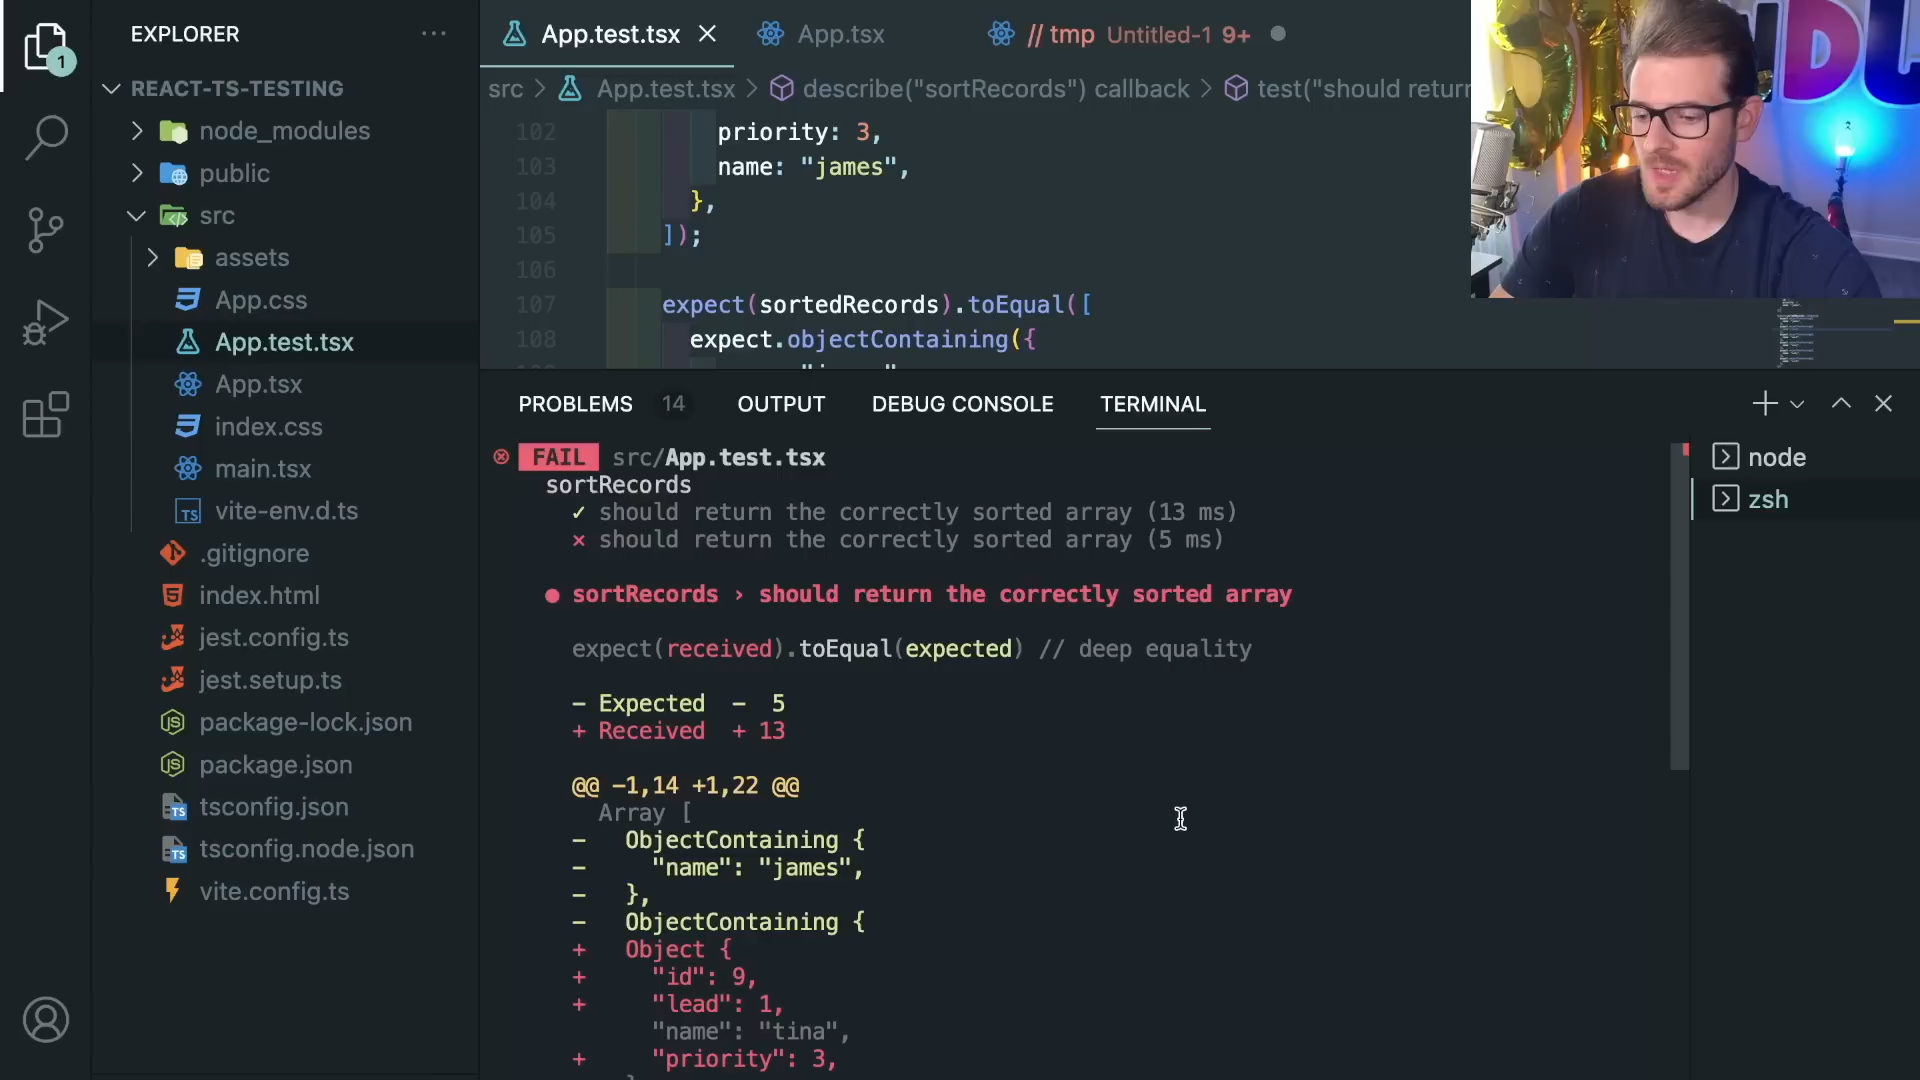 EXPLORER
REACT-TS-TESTING
node_modules
public
src
assets
App.css
App.test.tsx
App.tsx
index.css
main.tsx
vite-env.d.ts
.gitignore
index.html
jest.config.ts
jest.setup.ts
package-lock.json
package.json
tsconfig.json
tsconfig.node.json
vite.config.ts
1
App.test.tsx
App.tsx
// tmp Untitled-1 9+
src > App.test.tsx > describe("sortRecords") callback > test("should return
102 priority: 3,
103 name: "james",
104 },
105 ]);
106
107 expect(sortedRecords).toEqual([
108 expect.objectContaining({
PROBLEMS 14 OUTPUT DEBUG CONSOLE TERMINAL
FAIL src/App.test.tsx
sortRecords
✓ should return the correctly sorted array (13 ms)
✕ should return the correctly sorted array (5 ms)
● sortRecords › should return the correctly sorted array
expect(received).toEqual(expected) // deep equality
- Expected - 5
+ Received + 13
@@ -1,14 +1,22 @@
Array [
- ObjectContaining {
- "name": "james",
- },
- ObjectContaining {
+ Object {
+ "id": 9,
+ "lead": 1,
"name": "tina",
+ "priority": 3,
node
zsh